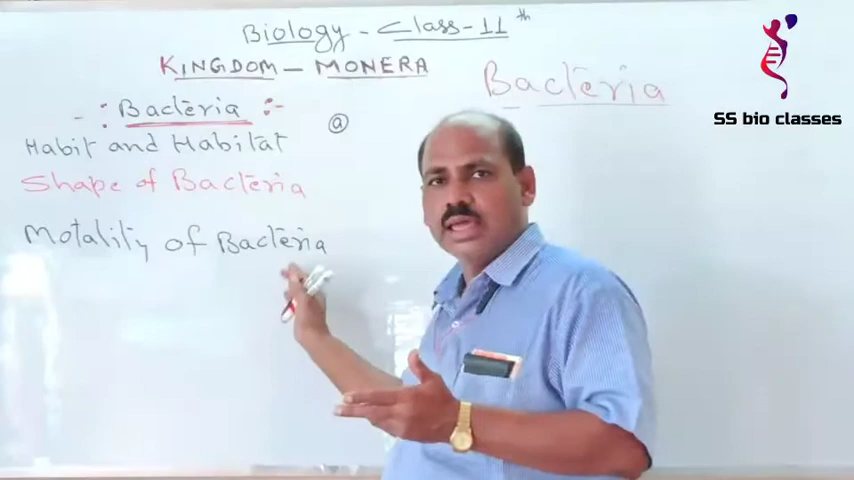 Biology - Class - 11th
KINGDOM - MONERA
-: Bacteria :-
Bacteria
Habit and Habitat
@
Shape of Bacteria
Motality of Bacteria
SS bio classes